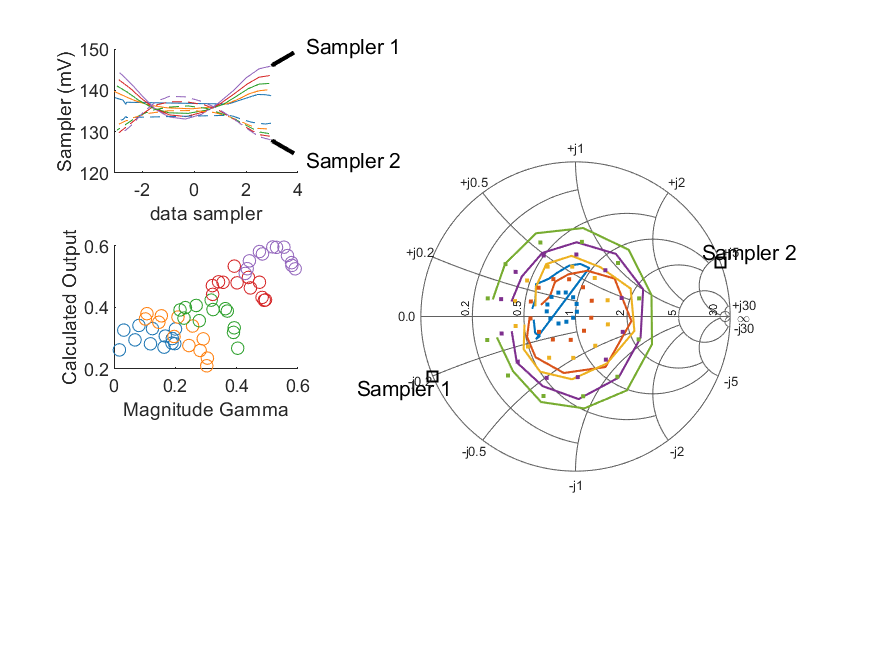 Sampler (mV)
150
140
130
120
-2
0
2
4
data sampler
Sampler 1
Sampler 2
Calculated Output
0.6
0.4
0.2
0
0.2
0.4
0.6
Magnitude Gamma
+j1
+j0.5
+j2
+j0.2
Sampler 2
0.0
0.2
0.5
1
2
5
30
+j30
∞
-j30
Sampler 1
-j5
-j0.5
-j2
-j1